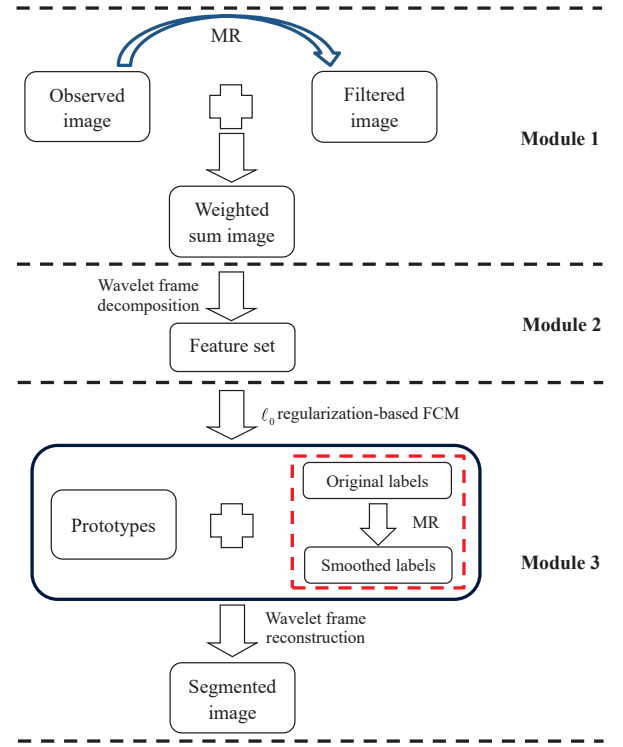 MR
Observed
image
Filtered
image
Module 1
Weighted
sum image
Wavelet frame
decomposition
Module 2
Feature set
ℓ₀ regularization-based FCM
Original labels
Prototypes
MR
Module 3
Smoothed labels
Wavelet frame
reconstruction
Segmented
image